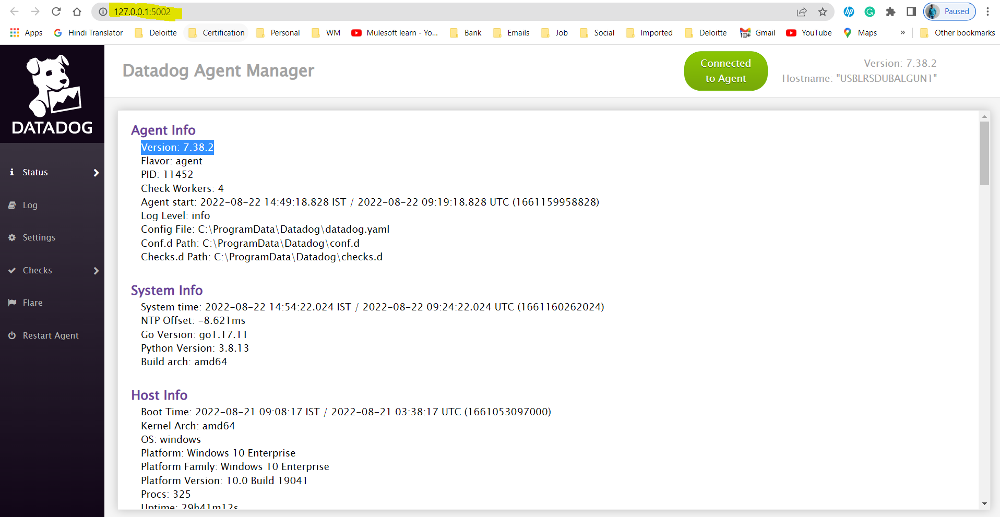 127.0.0.1:5002
Paused
Apps Hindi Translator Deloitte Certification Personal WM Mulesoft learn - Yo... Bank Emails Job Social Imported Deloitte Gmail YouTube Maps » Other bookmarks
hp
100+
DATADOG
Datadog Agent Manager
Connected
to Agent
Version: 7.38.2
Hostname: "USBLRSDUBALGUN1"
Status
Log
Settings
Checks
Flare
Restart Agent
Agent Info
Version: 7.38.2
Flavor: agent
PID: 11452
Check Workers: 4
Agent start: 2022-08-22 14:49:18.828 IST / 2022-08-22 09:19:18.828 UTC (1661159958828)
Log Level: info
Config File: C:\ProgramData\Datadog\datadog.yaml
Conf.d Path: C:\ProgramData\Datadog\conf.d
Checks.d Path: C:\ProgramData\Datadog\checks.d
System Info
System time: 2022-08-22 14:54:22.024 IST / 2022-08-22 09:24:22.024 UTC (1661160262024)
NTP Offset: -8.621ms
Go Version: go1.17.11
Python Version: 3.8.13
Build arch: amd64
Host Info
Boot Time: 2022-08-21 09:08:17 IST / 2022-08-21 03:38:17 UTC (1661053097000)
Kernel Arch: amd64
OS: windows
Platform: Windows 10 Enterprise
Platform Family: Windows 10 Enterprise
Platform Version: 10.0 Build 19041
Procs: 325
Uptime: 29h41m12s